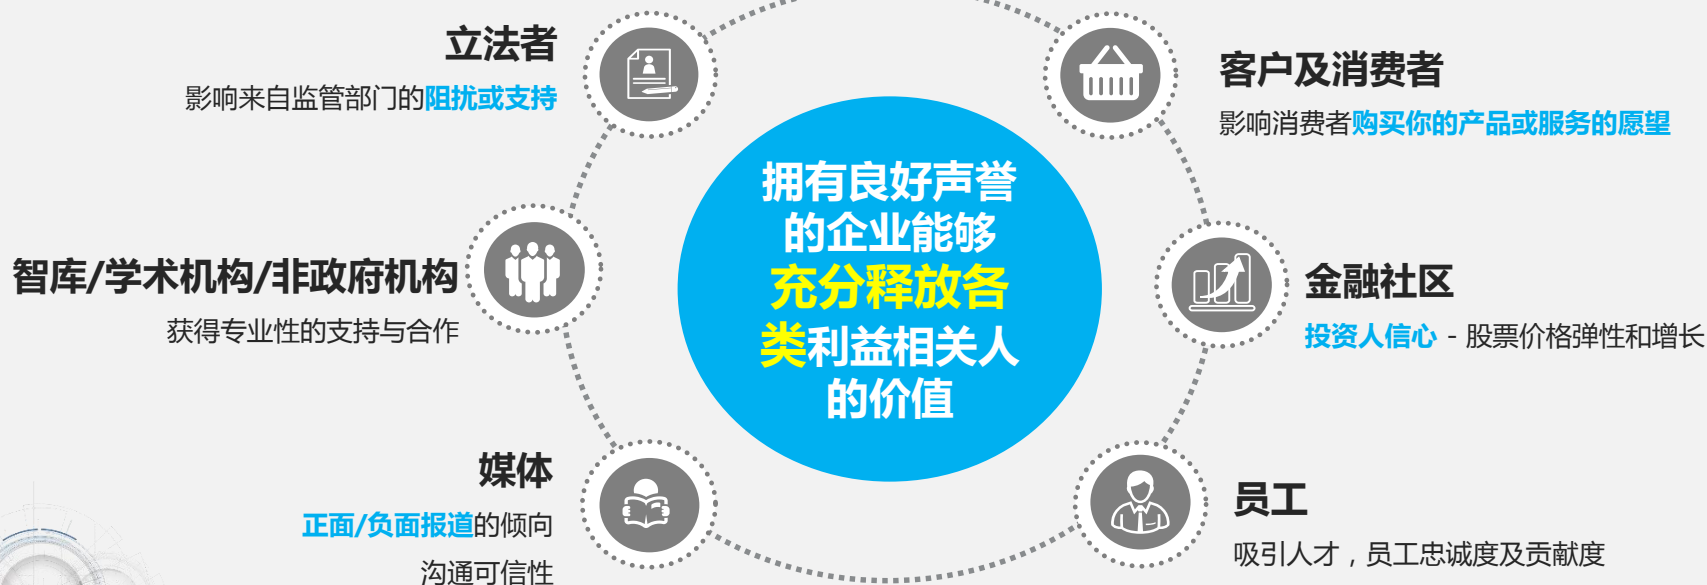 立法者
影响来自监管部门的阻扰或支持
智库/学术机构/非政府机构
获得专业性的支持与合作
媒体
正面/负面报道的倾向
沟通可信性
拥有良好声誉
的企业能够
充分释放各
类利益相关人
的价值
客户及消费者
影响消费者购买你的产品或服务的愿望
金融社区
投资人信心 - 股票价格弹性和增长
员工
吸引人才，员工忠诚度及贡献度